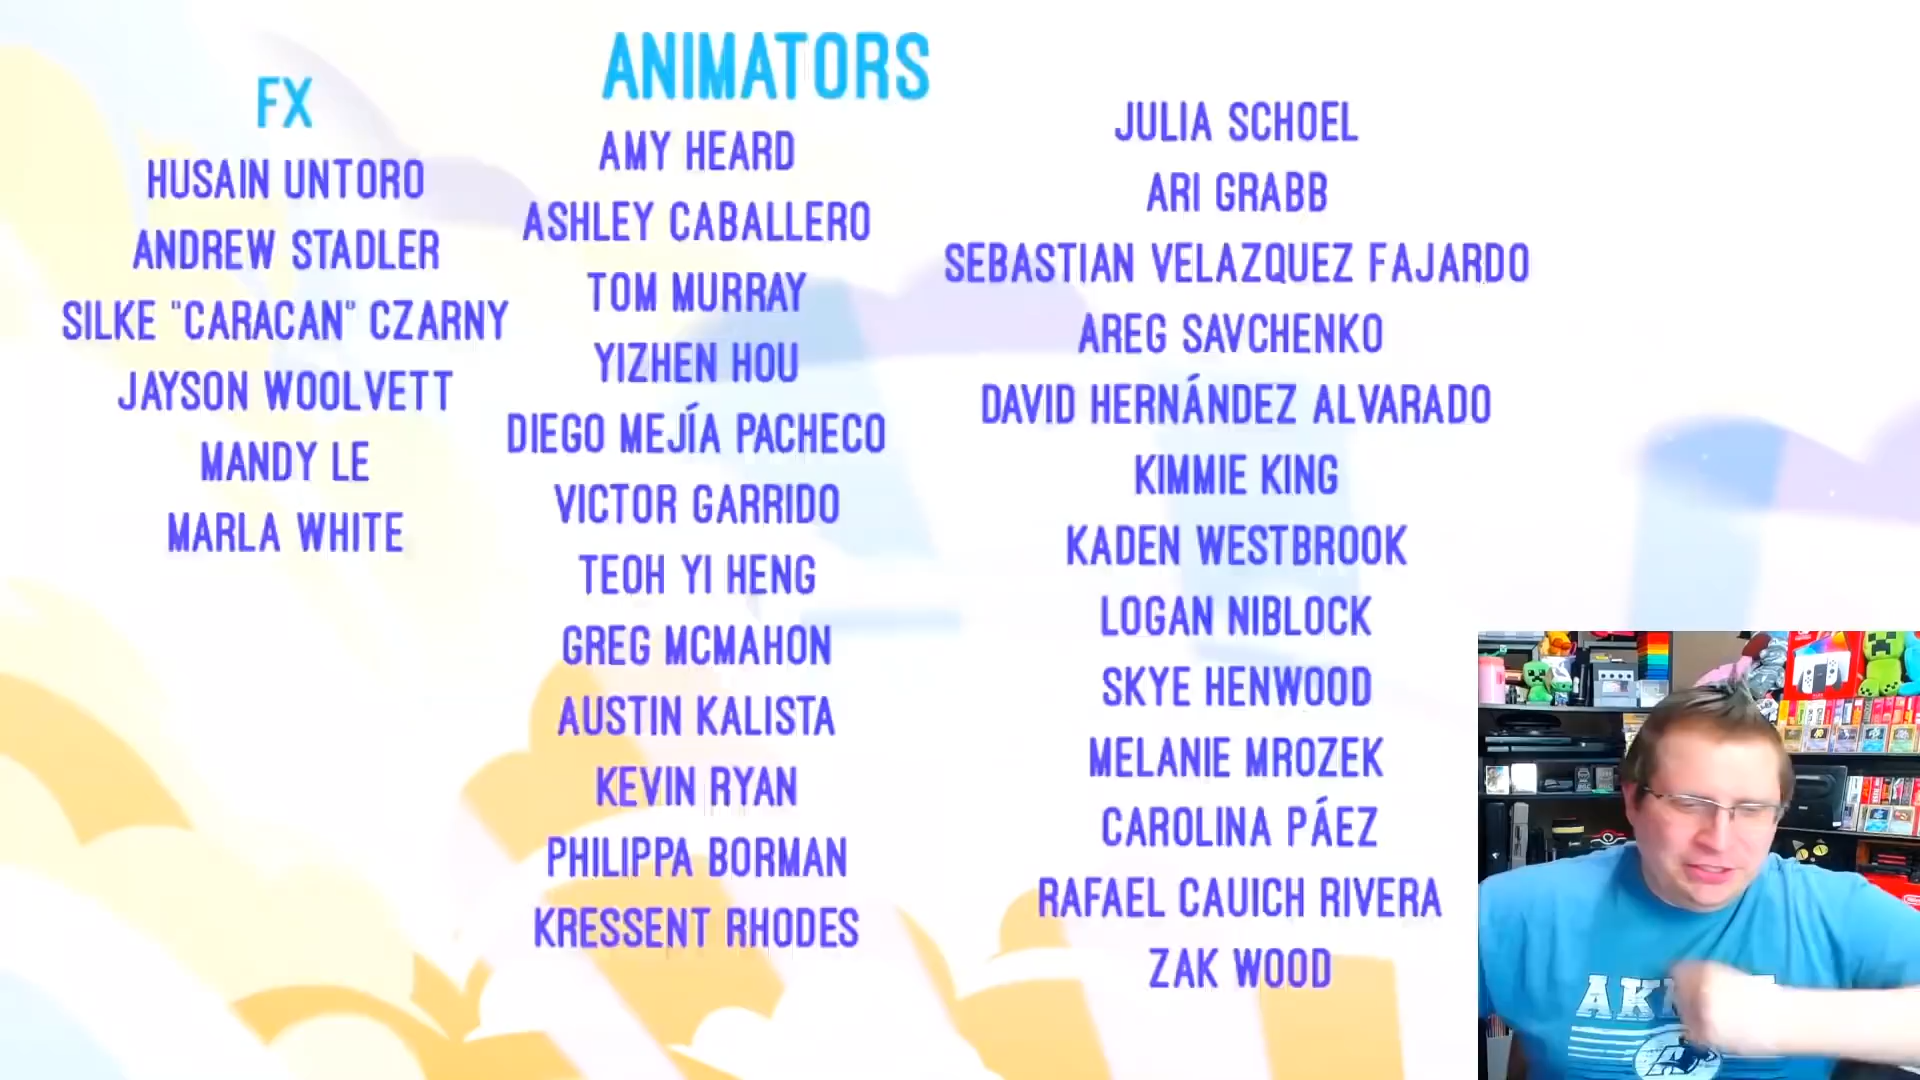 FX
HUSAIN UNTORO
ANDREW STADLER
SILKE "CARACAN" CZARNY
JAYSON WOOLVETT
MANDY LE
MARLA WHITE
ANIMATORS
AMY HEARD
ASHLEY CABALLERO
TOM MURRAY
YIZHEN HOU
DIEGO MEJÍA PACHECO
VICTOR GARRIDO
TEOH YI HENG
GREG MCMAHON
AUSTIN KALISTA
KEVIN RYAN
PHILIPPA BORMAN
KRESSENT RHODES
JULIA SCHOEL
ARI GRABB
SEBASTIAN VELAZQUEZ FAJARDO
AREG SAVCHENKO
DAVID HERNÁNDEZ ALVARADO
KIMMIE KING
KADEN WESTBROOK
LOGAN NIBLOCK
SKYE HENWOOD
MELANIE MROZEK
CAROLINA PÁEZ
RAFAEL CAUICH RIVERA
ZAK WOOD